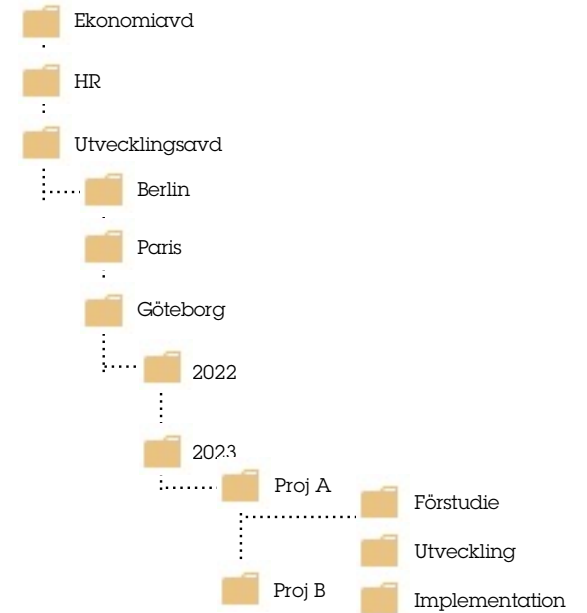 Ekonomiavd
HR
Utvecklingsavd
Berlin
Paris
Göteborg
2022
2023
Proj A
Förstudie
Utveckling
Proj B
Implementation